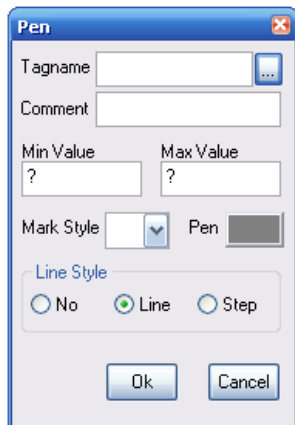 Pen
Tagname ...
Comment
Min Value Max Value
? ?
Mark Style Pen
Line Style
No Line Step
Ok Cancel